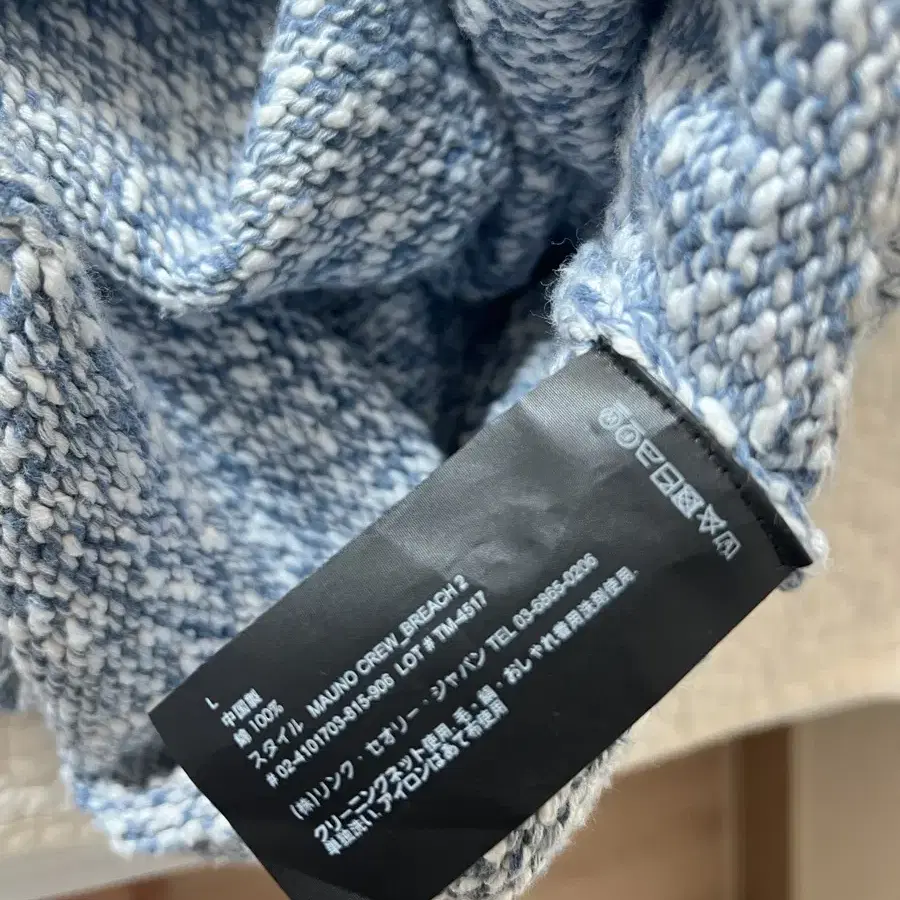 L
中国製
綿 100%
スタイル MAUNO CREW_BREACH 2
# 02-4101703-815-906 LOT # TM-4517
(株)リンク・セオリー・ジャパン TEL 03-6865-0206
クリーニングネット使用.毛・絹・おしゃれ着用洗剤使用.
単独洗い.アイロンはあて布使用